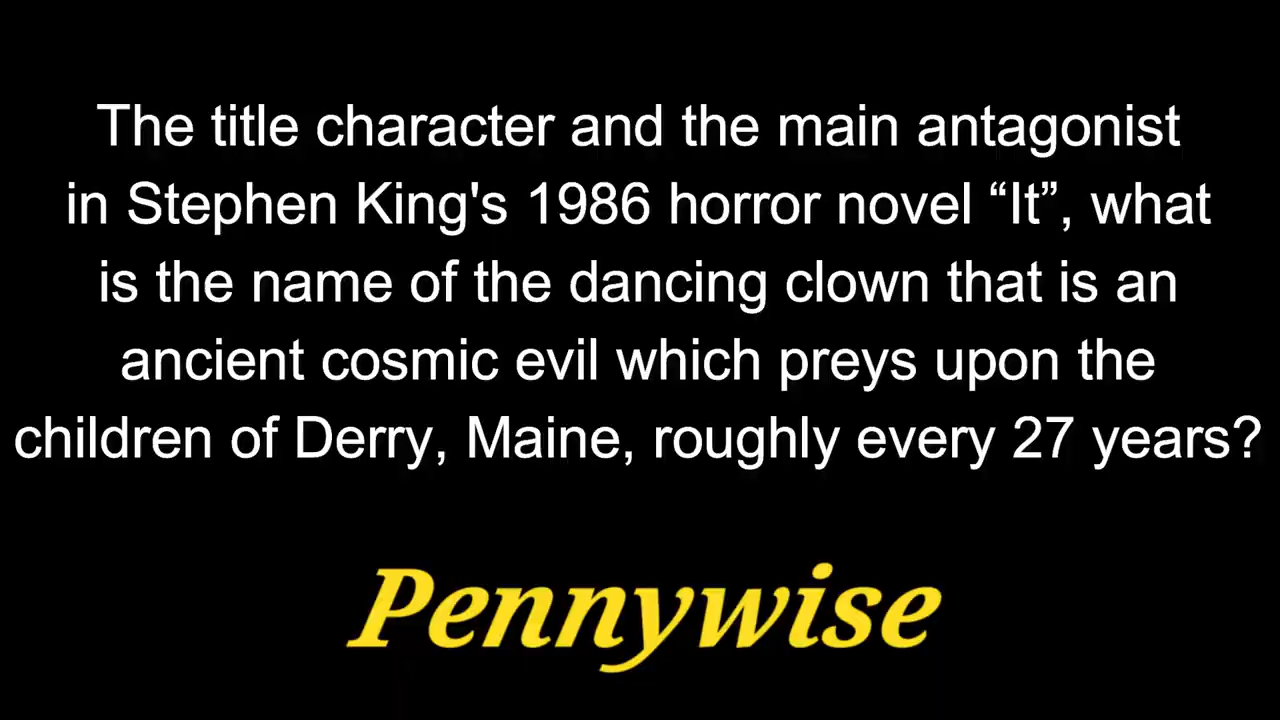 The title character and the main antagonist
in Stephen King's 1986 horror novel “It”, what
is the name of the dancing clown that is an
ancient cosmic evil which preys upon the
children of Derry, Maine, roughly every 27 years?
Pennywise